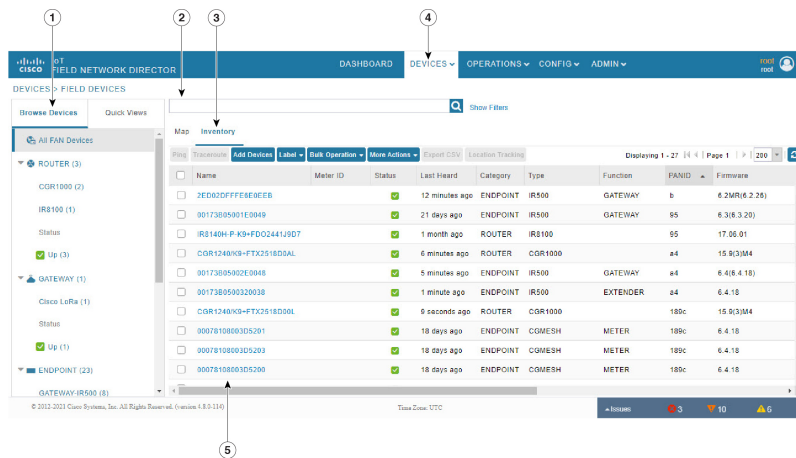 1
2
3
4
5
CISCO
IoT
FIELD NETWORK DIRECTOR
DASHBOARD DEVICES OPERATIONS CONFIG ADMIN
root
root
DEVICES > FIELD DEVICES
Browse Devices Quick Views
Show Filters
Map Inventory
All FAN Devices
ROUTER (3)
CGR1000 (2)
IR8100 (1)
Status
Up (3)
GATEWAY (1)
Cisco LoRa (1)
Status
Up (1)
ENDPOINT (23)
GATEWAY-IR500 (8)
Ping Traceroute Add Devices Label Bulk Operation More Actions Export CSV Location Tracking Displaying 1 - 27 Page 1 200
Name Meter ID Status Last Heard Category Type Function PANID Firmware
2ED02DFFFE6E0EEB 12 minutes ago ENDPOINT IR500 GATEWAY b 6.2MR(6.2.26)
00173B05001E0049 21 days ago ENDPOINT IR500 GATEWAY 95 6.3(6.3.20)
IR8140H-P-K9+FDO2441J9D7 1 month ago ROUTER IR8100 95 17.06.01
CGR1240/K9+FTX2518D0AL 6 minutes ago ROUTER CGR1000 a4 15.9(3)M4
00173B05002E0048 5 minutes ago ENDPOINT IR500 GATEWAY a4 6.4(6.4.18)
00173B0500320038 1 minute ago ENDPOINT IR500 EXTENDER a4 6.4.18
CGR1240/K9+FTX2518D00L 9 seconds ago ROUTER CGR1000 189c 15.9(3)M4
00078108003D5201 18 days ago ENDPOINT CGMESH METER 189c 6.4.18
00078108003D5203 18 days ago ENDPOINT CGMESH METER 189c 6.4.18
00078108003D5200 18 days ago ENDPOINT CGMESH METER 189c 6.4.18
© 2012-2021 Cisco Systems, Inc. All Rights Reserved. (version 4.8.0-114) Time Zone: UTC Issues 3 10 6